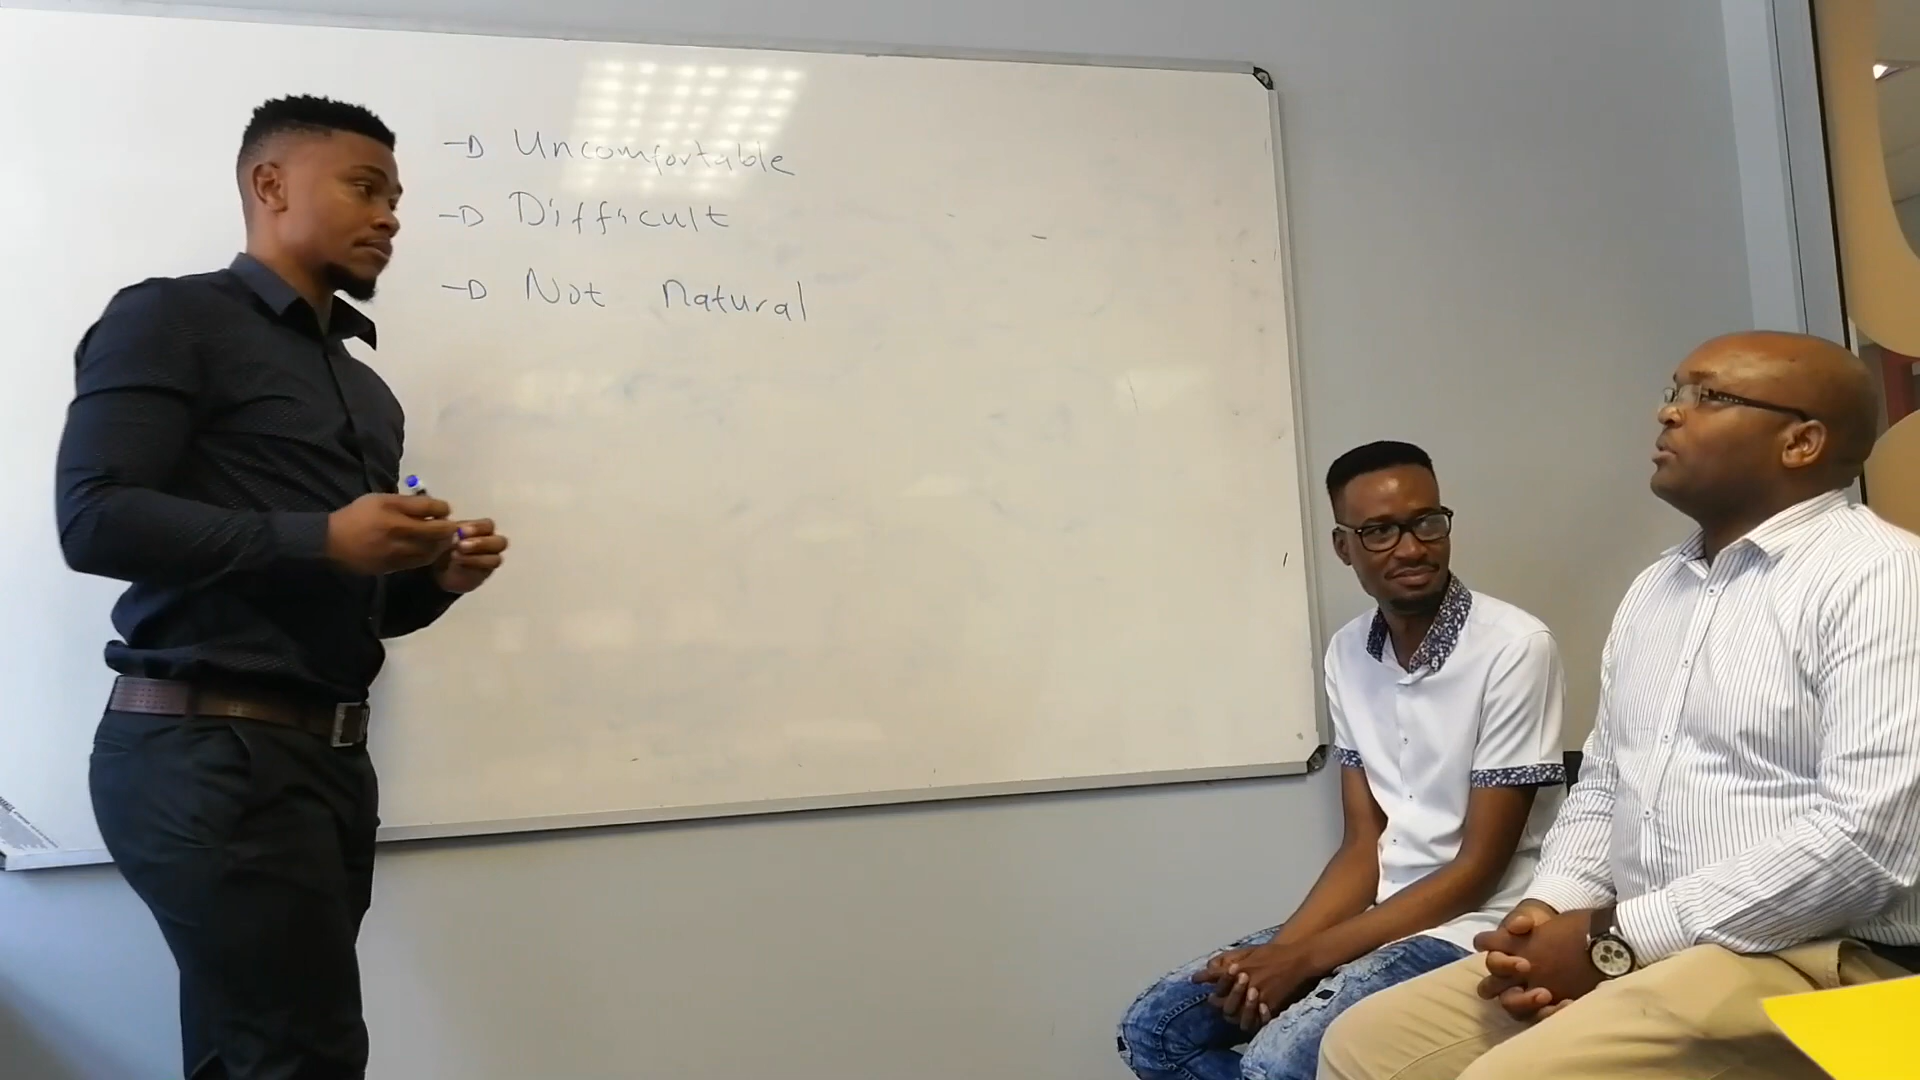 → Uncomfortable
→ Difficult
→ Not natural